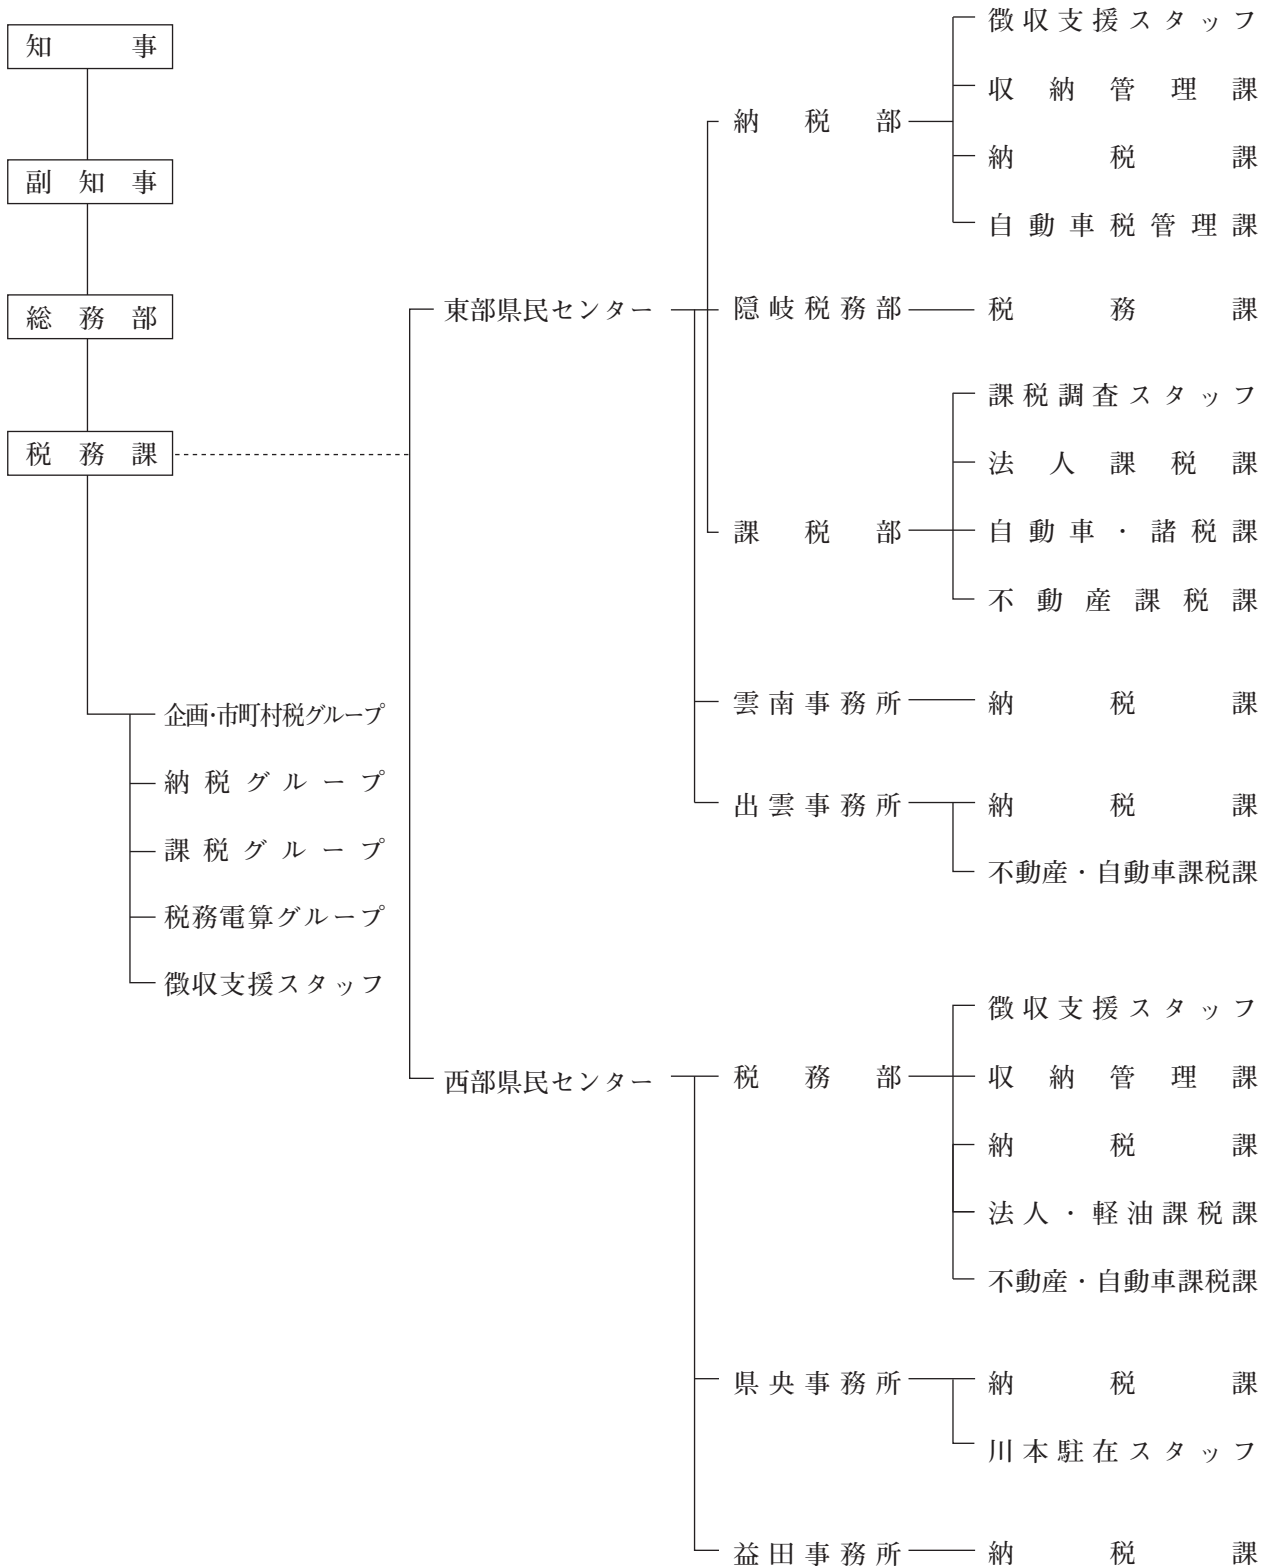 知事
副知事
総務部
税務課
企画・市町村税グループ
納税グループ
課税グループ
税務電算グループ
徴収支援スタッフ
東部県民センター
納税部
徴収支援スタッフ
収納管理課
納税課
自動車税管理課
隠岐税務部
税務課
課税部
課税調査スタッフ
法人課税課
自動車・諸税課
不動産課税課
雲南事務所
納税課
出雲事務所
納税課
不動産・自動車課税課
西部県民センター
税務部
徴収支援スタッフ
収納管理課
納税課
法人・軽油課税課
不動産・自動車課税課
県央事務所
納税課
川本駐在スタッフ
益田事務所
納税課